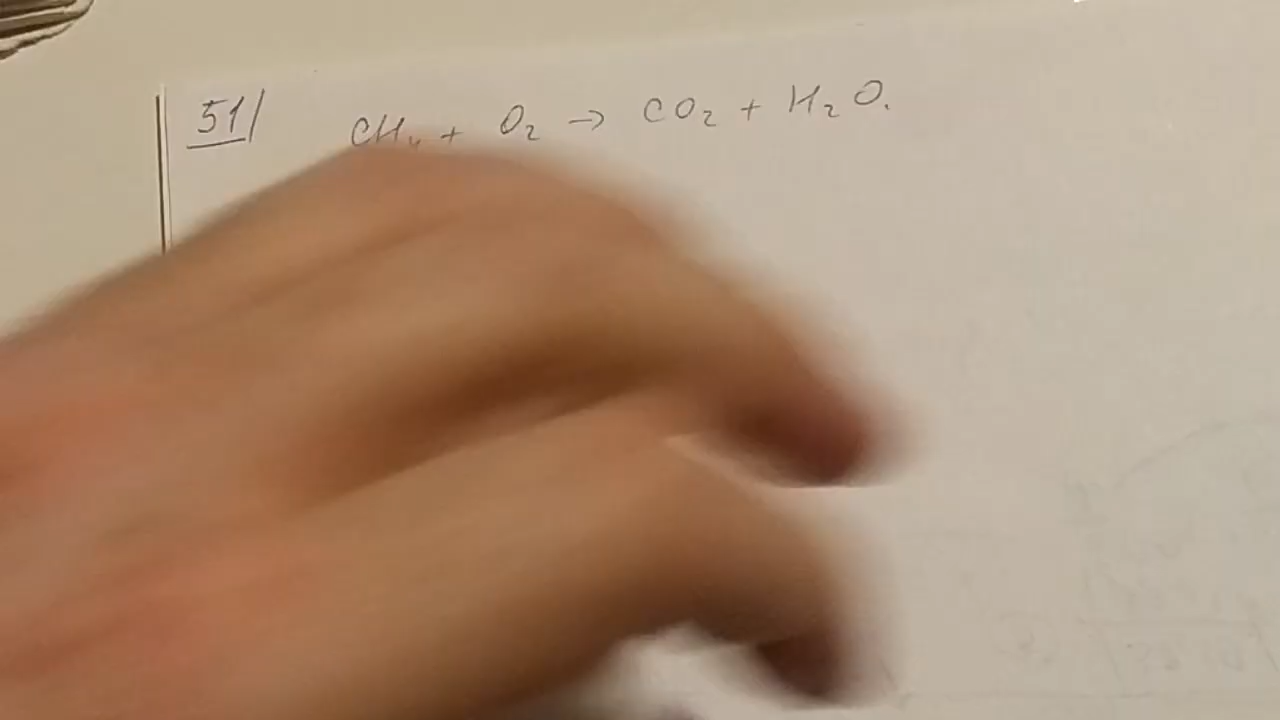 51/ CH₄ + O₂ → CO₂ + H₂O.